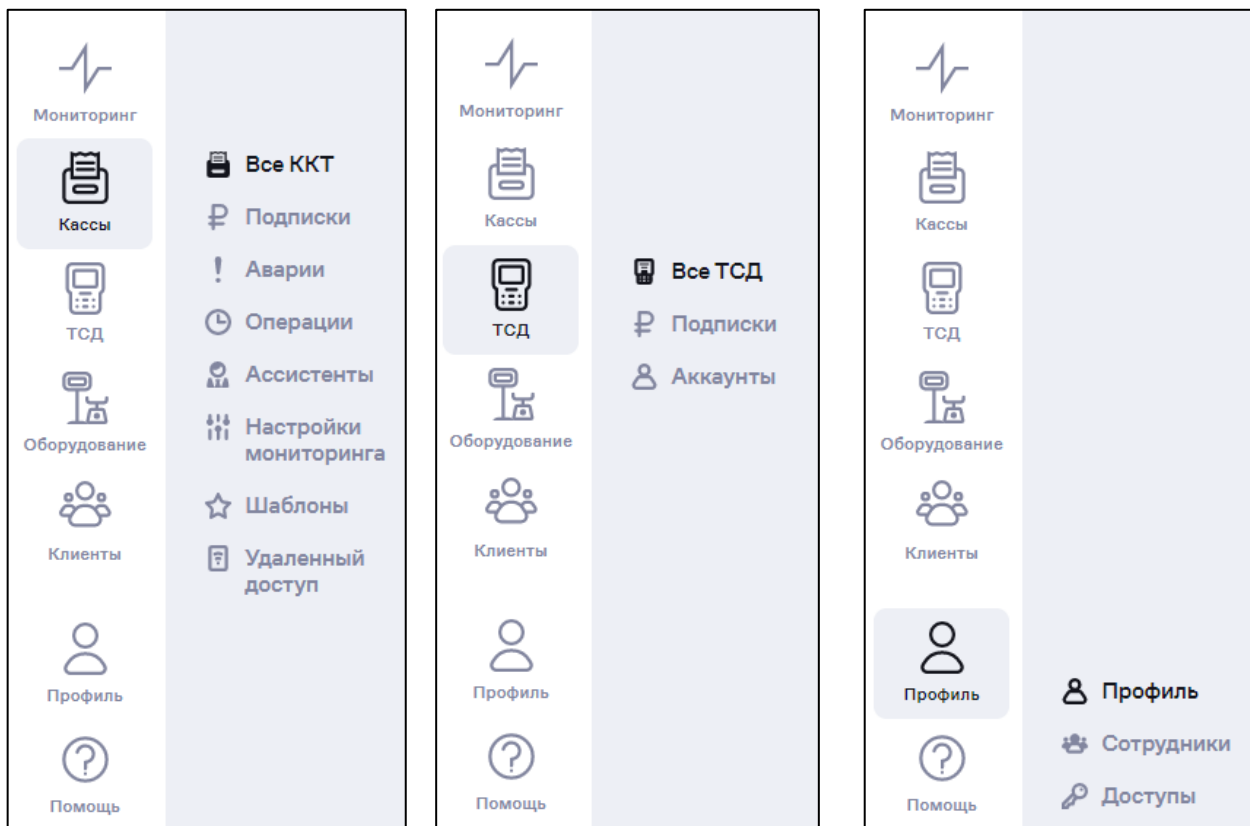 Мониторинг
Кассы
ТСД
Оборудование
Клиенты
Профиль
Помощь
Все ККТ
Подписки
Аварии
Операции
Ассистенты
Настройки
мониторинга
Шаблоны
Удаленный
доступ
Мониторинг
Кассы
ТСД
Оборудование
Клиенты
Профиль
Помощь
Все ТСД
Подписки
Аккаунты
Мониторинг
Кассы
ТСД
Оборудование
Клиенты
Профиль
Помощь
Профиль
Сотрудники
Доступы